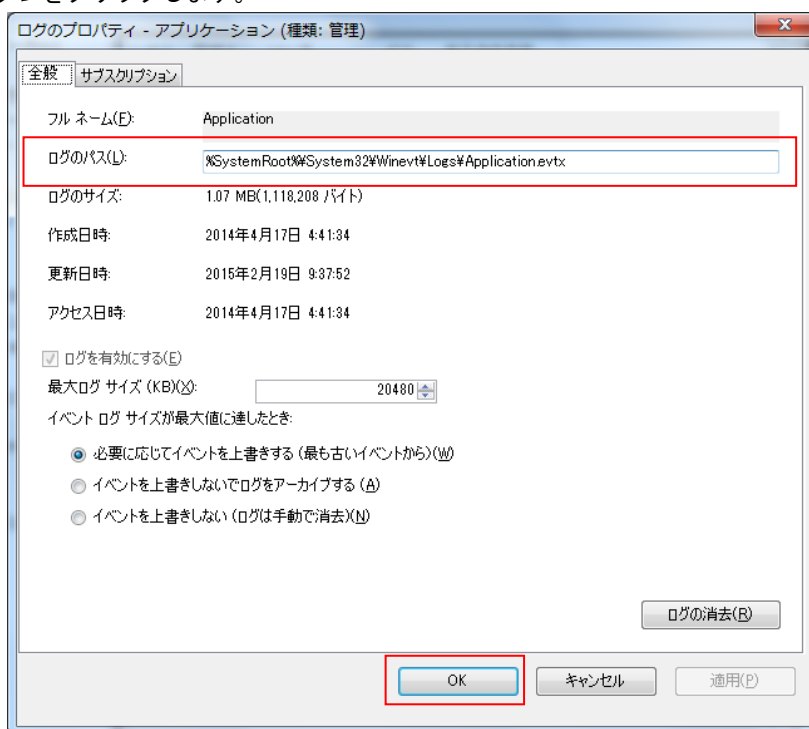 ンをクリックします。
ログのプロパティ - アプリケーション (種類: 管理)
全般 サブスクリプション
フル ネーム(F): Application
ログのパス(L): %SystemRoot%¥System32¥Winevt¥Logs¥Application.evtx
ログのサイズ: 1.07 MB(1,118,208 バイト)
作成日時: 2014年4月17日 4:41:34
更新日時: 2015年2月19日 9:37:52
アクセス日時: 2014年4月17日 4:41:34
ログを有効にする(E)
最大ログ サイズ (KB)(X): 20480
イベント ログ サイズが最大値に達したとき:
必要に応じてイベントを上書きする (最も古いイベントから)(W)
イベントを上書きしないでログをアーカイブする (A)
イベントを上書きしない (ログは手動で消去)(N)
ログの消去(R)
OK キャンセル 適用(P)